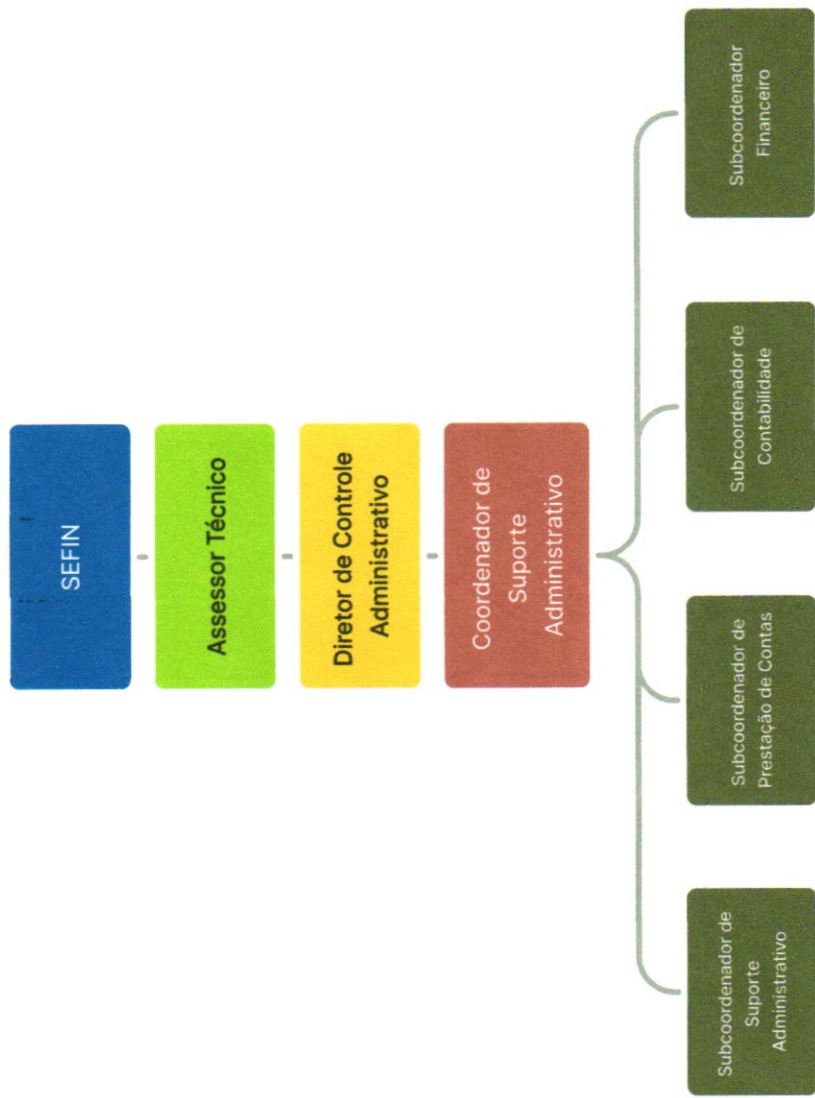 SEFIN
Assessor Técnico
Diretor de Controle
Administrativo
Coordenador de
Suporte
Administrativo
Subcoordenador de
Suporte
Administrativo
Subcoordenador de
Prestação de Contas
Subcoordenador de
Contabilidade
Subcoordenador
Financeiro